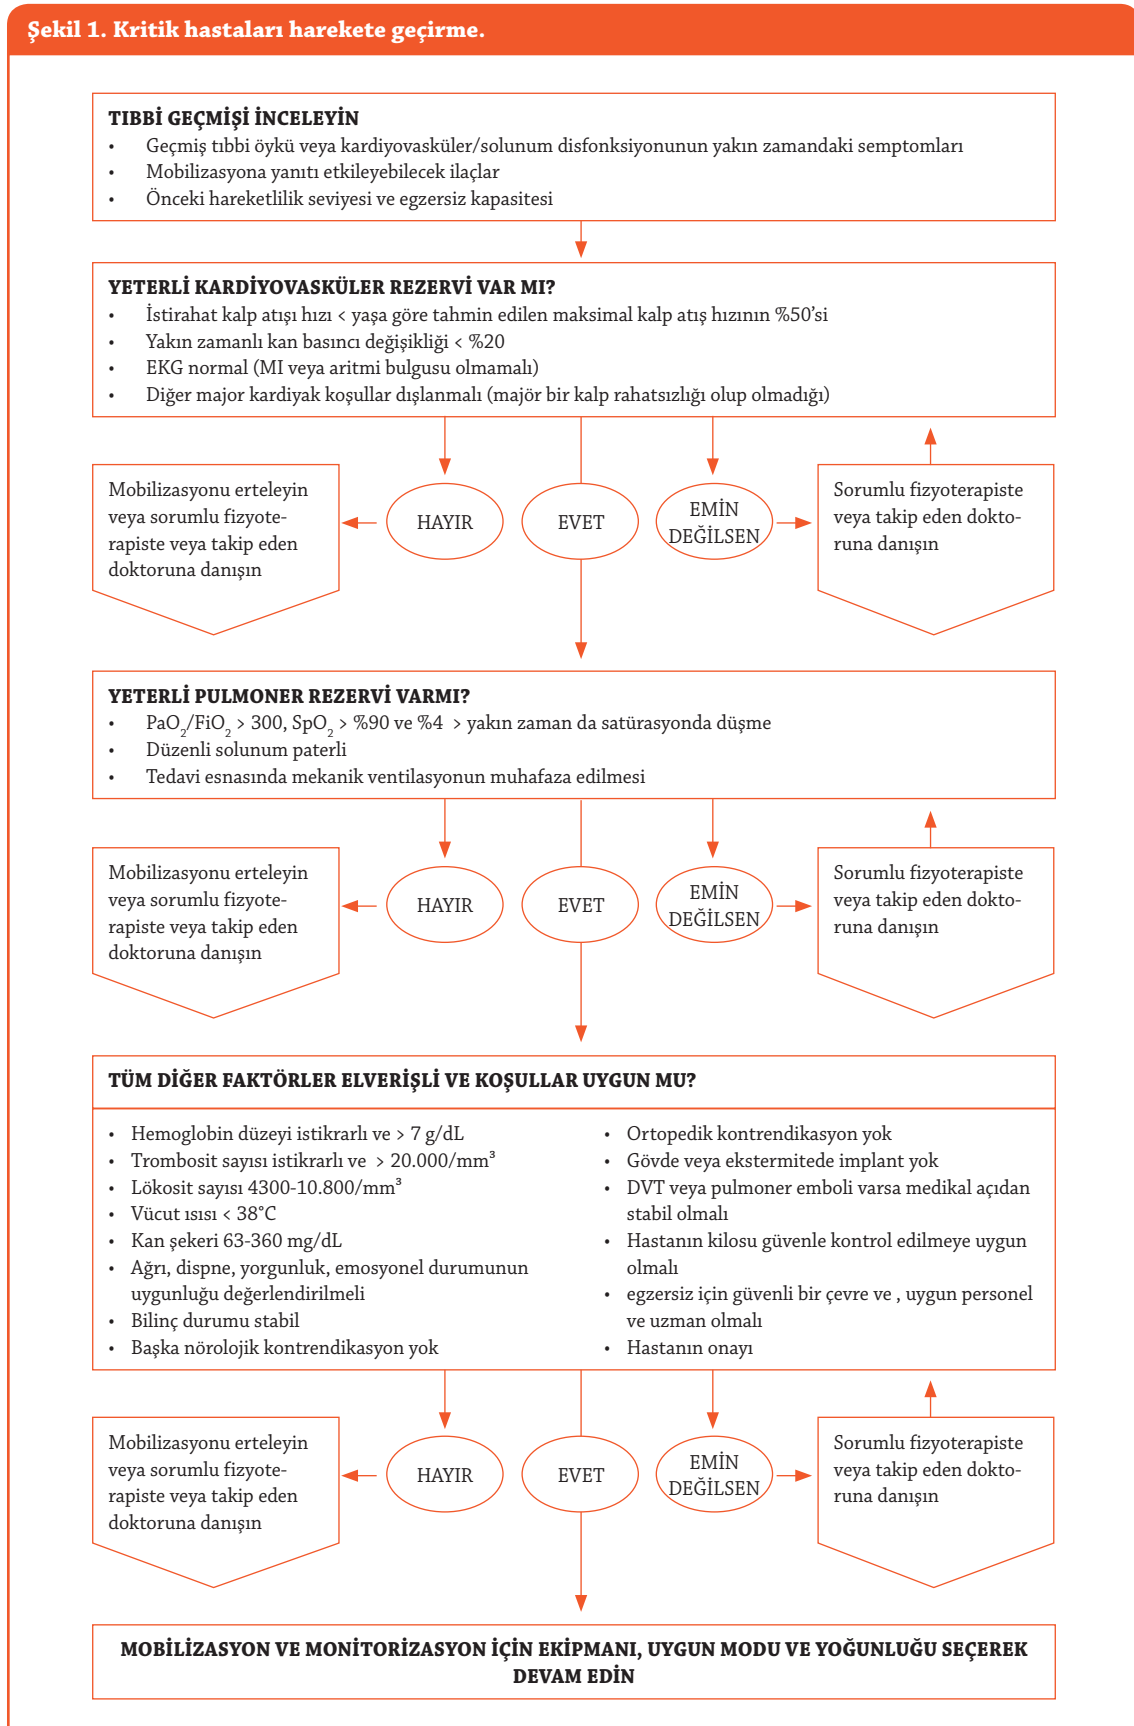 Şekil 1. Kritik hastaları harekete geçirme.
TIBBİ GEÇMİŞİ İNCELEYİN
• Geçmiş tıbbi öykü veya kardiyovasküler/solunum disfonksiyonunun yakın zamandaki semptomları
• Mobilizasyona yanıtı etkileyebilecek ilaçlar
• Önceki hareketlilik seviyesi ve egzersiz kapasitesi
YETERLİ KARDİYOVASKÜLER REZERVİ VAR MI?
• İstirahat kalp atışı hızı < yaşa göre tahmin edilen maksimal kalp atış hızının %50’si
• Yakın zamanlı kan basıncı değişikliği < %20
• EKG normal (MI veya aritmi bulgusu olmamalı)
• Diğer major kardiyak koşullar dışlanmalı (majör bir kalp rahatsızlığı olup olmadığı)
Mobilizasyonu erteleyin
veya sorumlu fizyote-
rapiste veya takip eden
doktoruna danışın
HAYIR
EVET
EMİN
DEĞİLSEN
Sorumlu fizyoterapiste
veya takip eden dokto-
runa danışın
YETERLİ PULMONER REZERVİ VARMI?
• PaO₂/FiO₂ > 300, SpO₂ > %90 ve %4 > yakın zaman da satürasyonda düşme
• Düzenli solunum paterli
• Tedavi esnasında mekanik ventilasyonun muhafaza edilmesi
Mobilizasyonu erteleyin
veya sorumlu fizyote-
rapiste veya takip eden
doktoruna danışın
HAYIR
EVET
EMİN
DEĞİLSEN
Sorumlu fizyoterapiste
veya takip eden dokto-
runa danışın
TÜM DİĞER FAKTÖRLER ELVERİŞLİ VE KOŞULLAR UYGUN MU?
• Hemoglobin düzeyi istikrarlı ve > 7 g/dL
• Trombosit sayısı istikrarlı ve > 20.000/mm³
• Lökosit sayısı 4300-10.800/mm³
• Vücut ısısı < 38°C
• Kan şekeri 63-360 mg/dL
• Ağrı, dispne, yorgunluk, emosyonel durumunun
uygunluğu değerlendirilmeli
• Bilinç durumu stabil
• Başka nörolojik kontrendikasyon yok
• Ortopedik kontrendikasyon yok
• Gövde veya ekstermitede implant yok
• DVT veya pulmoner emboli varsa medikal açıdan
stabil olmalı
• Hastanın kilosu güvenle kontrol edilmeye uygun
olmalı
• egzersiz için güvenli bir çevre ve , uygun personel
ve uzman olmalı
• Hastanın onayı
Mobilizasyonu erteleyin
veya sorumlu fizyote-
rapiste veya takip eden
doktoruna danışın
HAYIR
EVET
EMİN
DEĞİLSEN
Sorumlu fizyoterapiste
veya takip eden dokto-
runa danışın
MOBİLİZASYON VE MONİTORİZASYON İÇİN EKİPMANI, UYGUN MODU VE YOĞUNLUĞU SEÇEREK
DEVAM EDİN